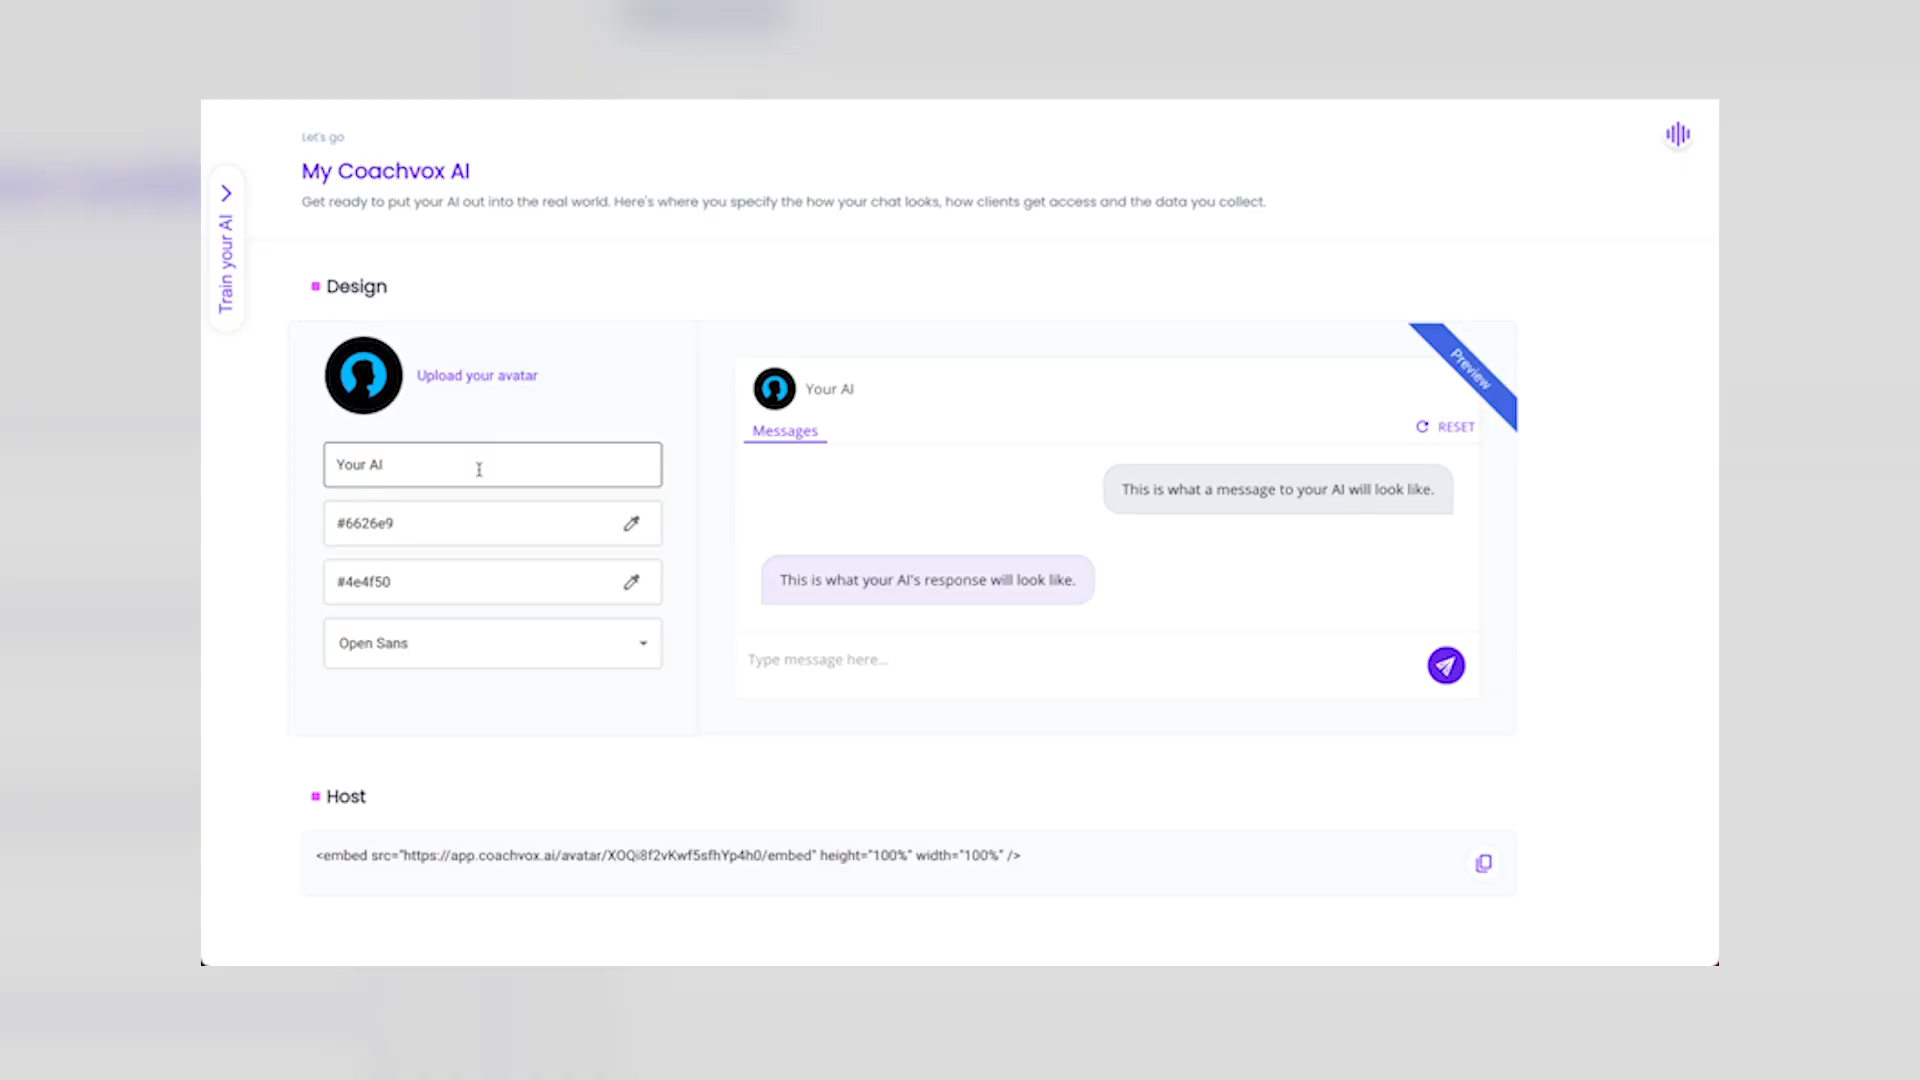 Let's go
My Coachvox AI
Get ready to put your AI out into the real world. Here's where you specify the how your chat looks, how clients get access and the data you collect.
Train your AI
Design
Upload your avatar
Your AI
#6626e9
#4e4f50
Open Sans
Preview
Your AI
Messages
RESET
This is what a message to your AI will look like.
This is what your AI's response will look like.
Type message here...
Host
<embed src="https://app.coachvox.ai/avatar/XOQi8f2vKwf5sfhYp4h0/embed" height="100%" width="100%" />